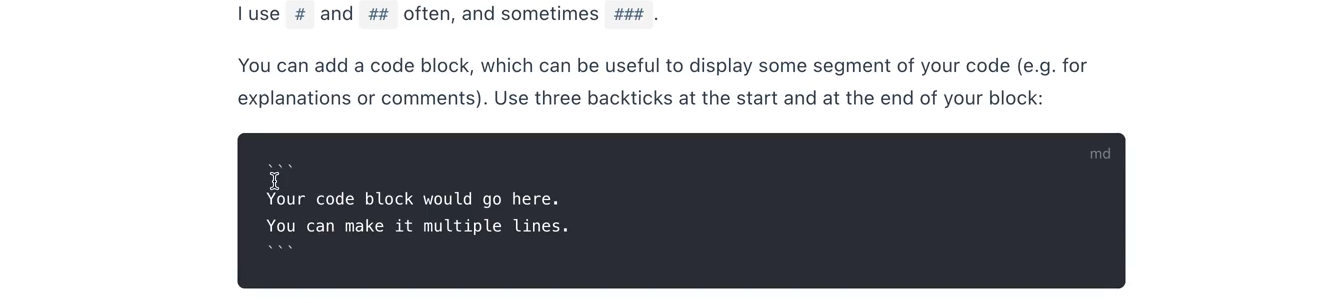 I use # and ## often, and sometimes ###.
You can add a code block, which can be useful to display some segment of your code (e.g. for
explanations or comments). Use three backticks at the start and at the end of your block:
md
```
Your code block would go here.
You can make it multiple lines.
```